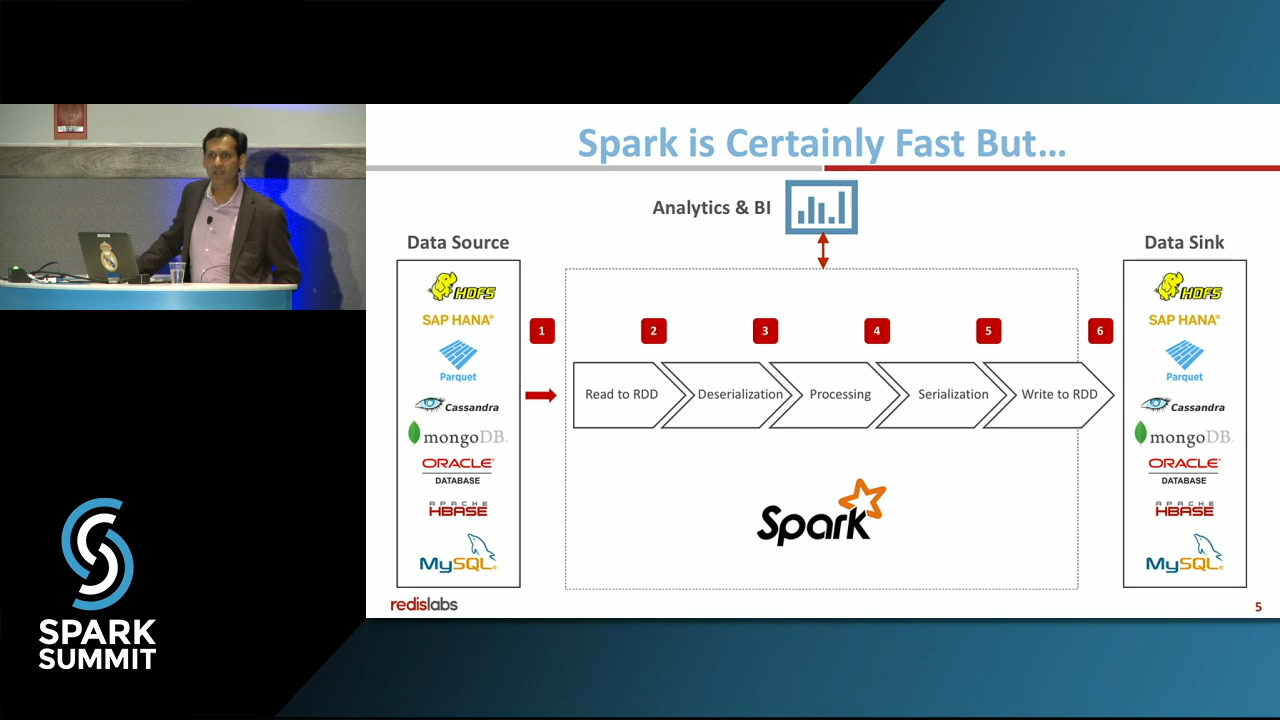 Spark is Certainly Fast But...
Analytics & BI
Data Source
Data Sink
HDFS
SAP HANA®
Parquet
Cassandra
mongoDB®
ORACLE®
DATABASE
APACHE
HBASE
MySQL®
1
2
3
4
5
6
Read to RDD
Deserialization
Processing
Serialization
Write to RDD
Spark
HDFS
SAP HANA®
Parquet
Cassandra
mongoDB®
ORACLE®
DATABASE
APACHE
HBASE
MySQL®
redislabs
5
SPARK
SUMMIT